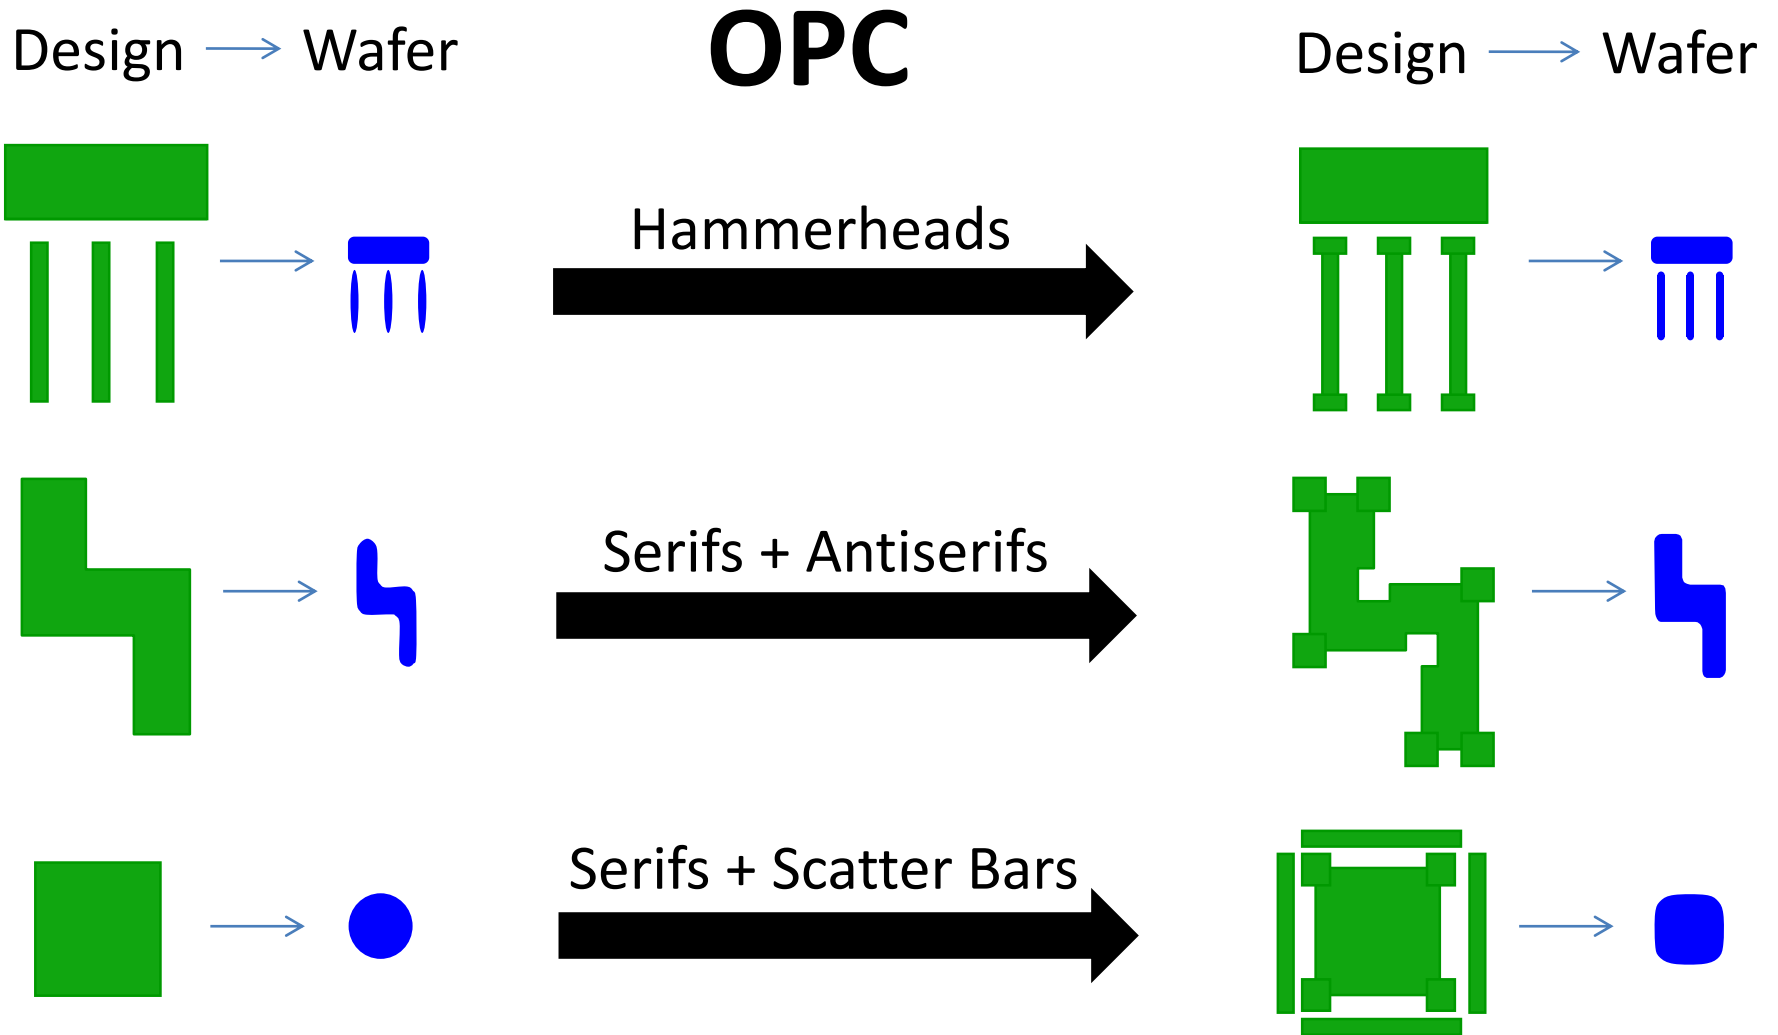 Design → Wafer
OPC
Design → Wafer
Hammerheads
Serifs + Antiserifs
Serifs + Scatter Bars